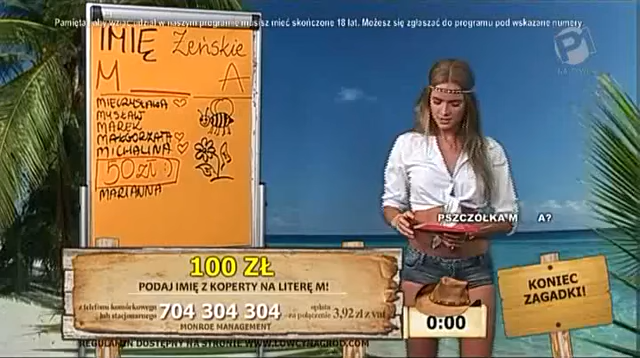 Pamiętaj, aby wziąć udział w naszym programie musisz mieć skończone 18 lat. Możesz się zgłaszać do programu pod wskazane numery
IMIĘ Żeńskie
M ______ A
MIECZYSŁAWA
MYSŁAW
MAREK
MAŁGORZATA
MICHALINA
50 zł :)
MARIANNA
P
PSZCZÓŁKA M A?
100 ZŁ
PODAJ IMIĘ Z KOPERTY NA LITERĘ M!
z telefonu komórkowego
lub stacjonarnego
704 304 304
opłata
za połączenie 3,92 zł z vat
MONROE MANAGEMENT
0:00
KONIEC
ZAGADKI!
REGULAMIN DOSTĘPNY NA STRONIE WWW.LOWCYNAGROD.COM